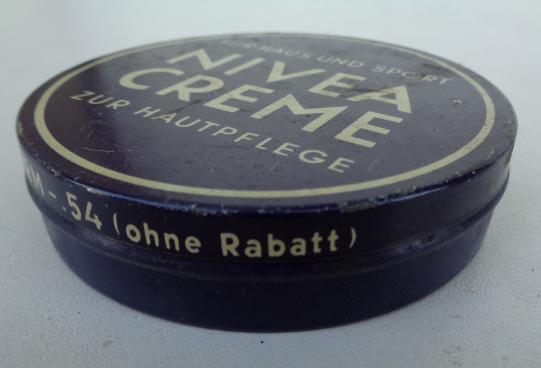 FÜR HAUS UND SPORT
NIVEA
CREME
ZUR HAUTPFLEGE
M -.54 (ohne Rabatt)